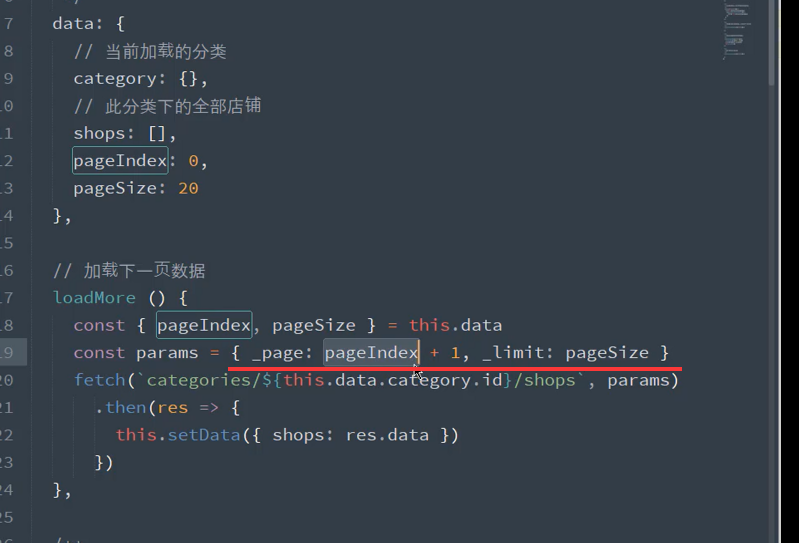 7 data: {
8 // 当前加载的分类
9 category: {},
10 // 此分类下的全部店铺
11 shops: [],
12 pageIndex: 0,
13 pageSize: 20
14 },
15
16 // 加载下一页数据
17 loadMore () {
18 const { pageIndex, pageSize } = this.data
19 const params = { _page: pageIndex + 1, _limit: pageSize }
20 fetch(`categories/${this.data.category.id}/shops`, params)
21 .then(res => {
22 this.setData({ shops: res.data })
23 })
24 },
25